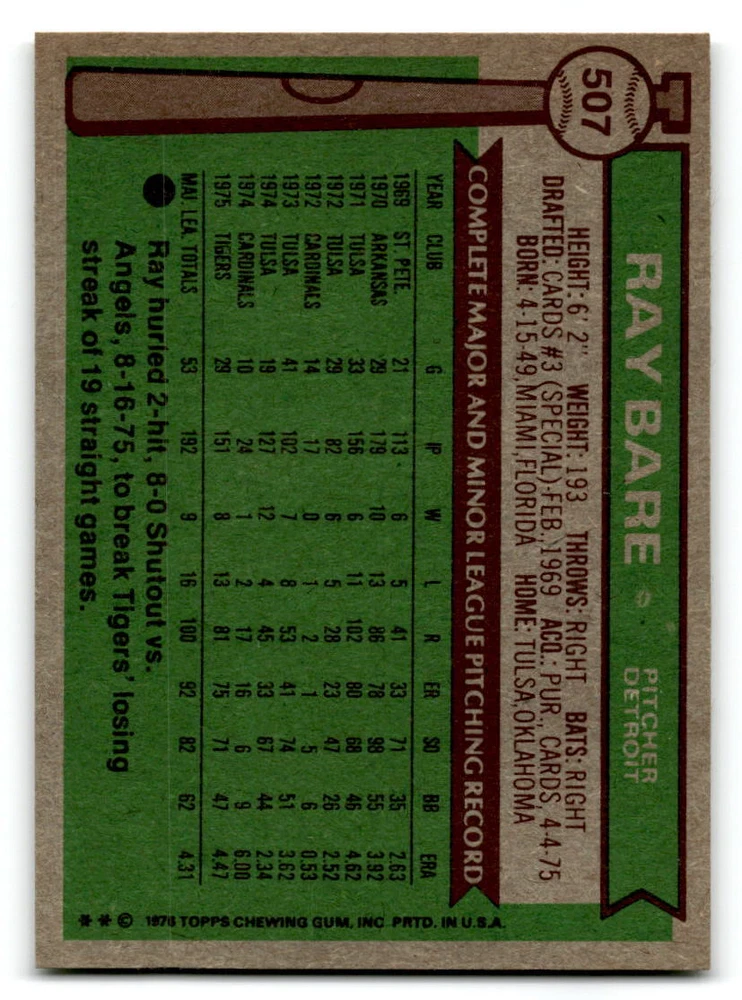 507
RAY BARE
PITCHER
DETROIT
HEIGHT: 6'2" WEIGHT: 193 THROWS: RIGHT BATS: RIGHT
DRAFTED: CARDS #3 (SPECIAL)-FEB., 1969 ACQ.: PUR., CARDS, 4-4-75
BORN: 4-15-49, MIAMI, FLORIDA HOME: TULSA, OKLAHOMA
COMPLETE MAJOR AND MINOR LEAGUE PITCHING RECORD
YEAR CLUB G IP W L R ER SO BB ERA
1969 ST. PETE. 21 113 6 5 41 33 71 35 2.63
1970 ARKANSAS 29 179 10 13 86 78 98 55 3.92
1971 TULSA 33 156 6 11 102 80 68 46 4.62
1972 TULSA 29 82 6 5 28 23 47 26 2.52
1972 CARDINALS 14 17 0 1 2 1 5 6 0.53
1973 TULSA 41 102 7 8 53 41 74 51 3.62
1974 TULSA 19 127 12 4 45 33 67 44 2.34
1974 CARDINALS 10 24 1 2 17 16 6 9 6.00
1975 TIGERS 29 151 8 13 81 75 71 47 4.47
MAJ. LEA. TOTALS 53 192 9 16 100 92 82 62 4.31
Ray hurled 2-hit, 8-0 Shutout vs.
Angels, 8-16-75, to break Tigers' losing
streak of 19 straight games.
** © 1976 TOPPS CHEWING GUM, INC PRTD. IN U.S.A.